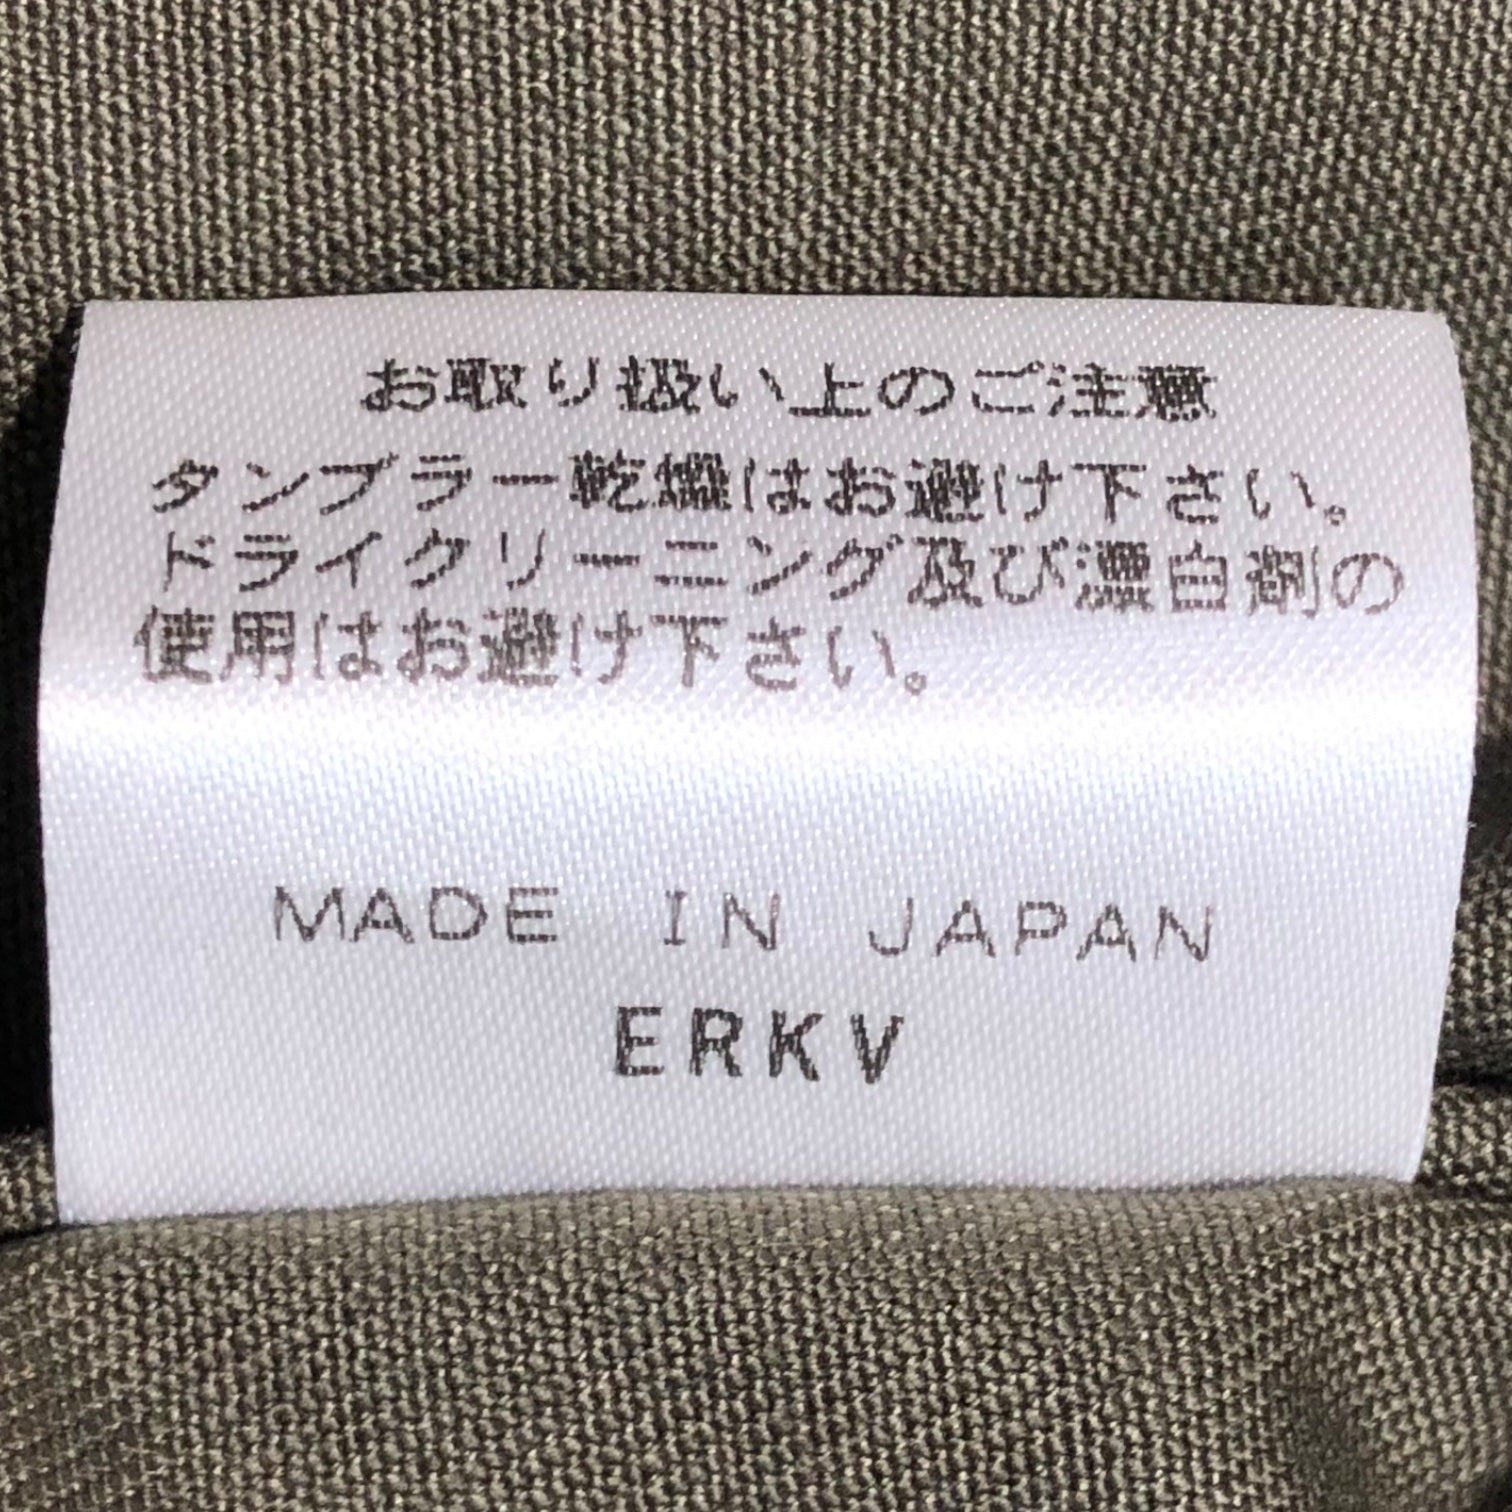 お取り扱い上のご注意
タンブラー乾燥はお避け下さい。
ドライクリーニング及び漂白剤の
使用はお避け下さい。
MADE IN JAPAN
ERKV